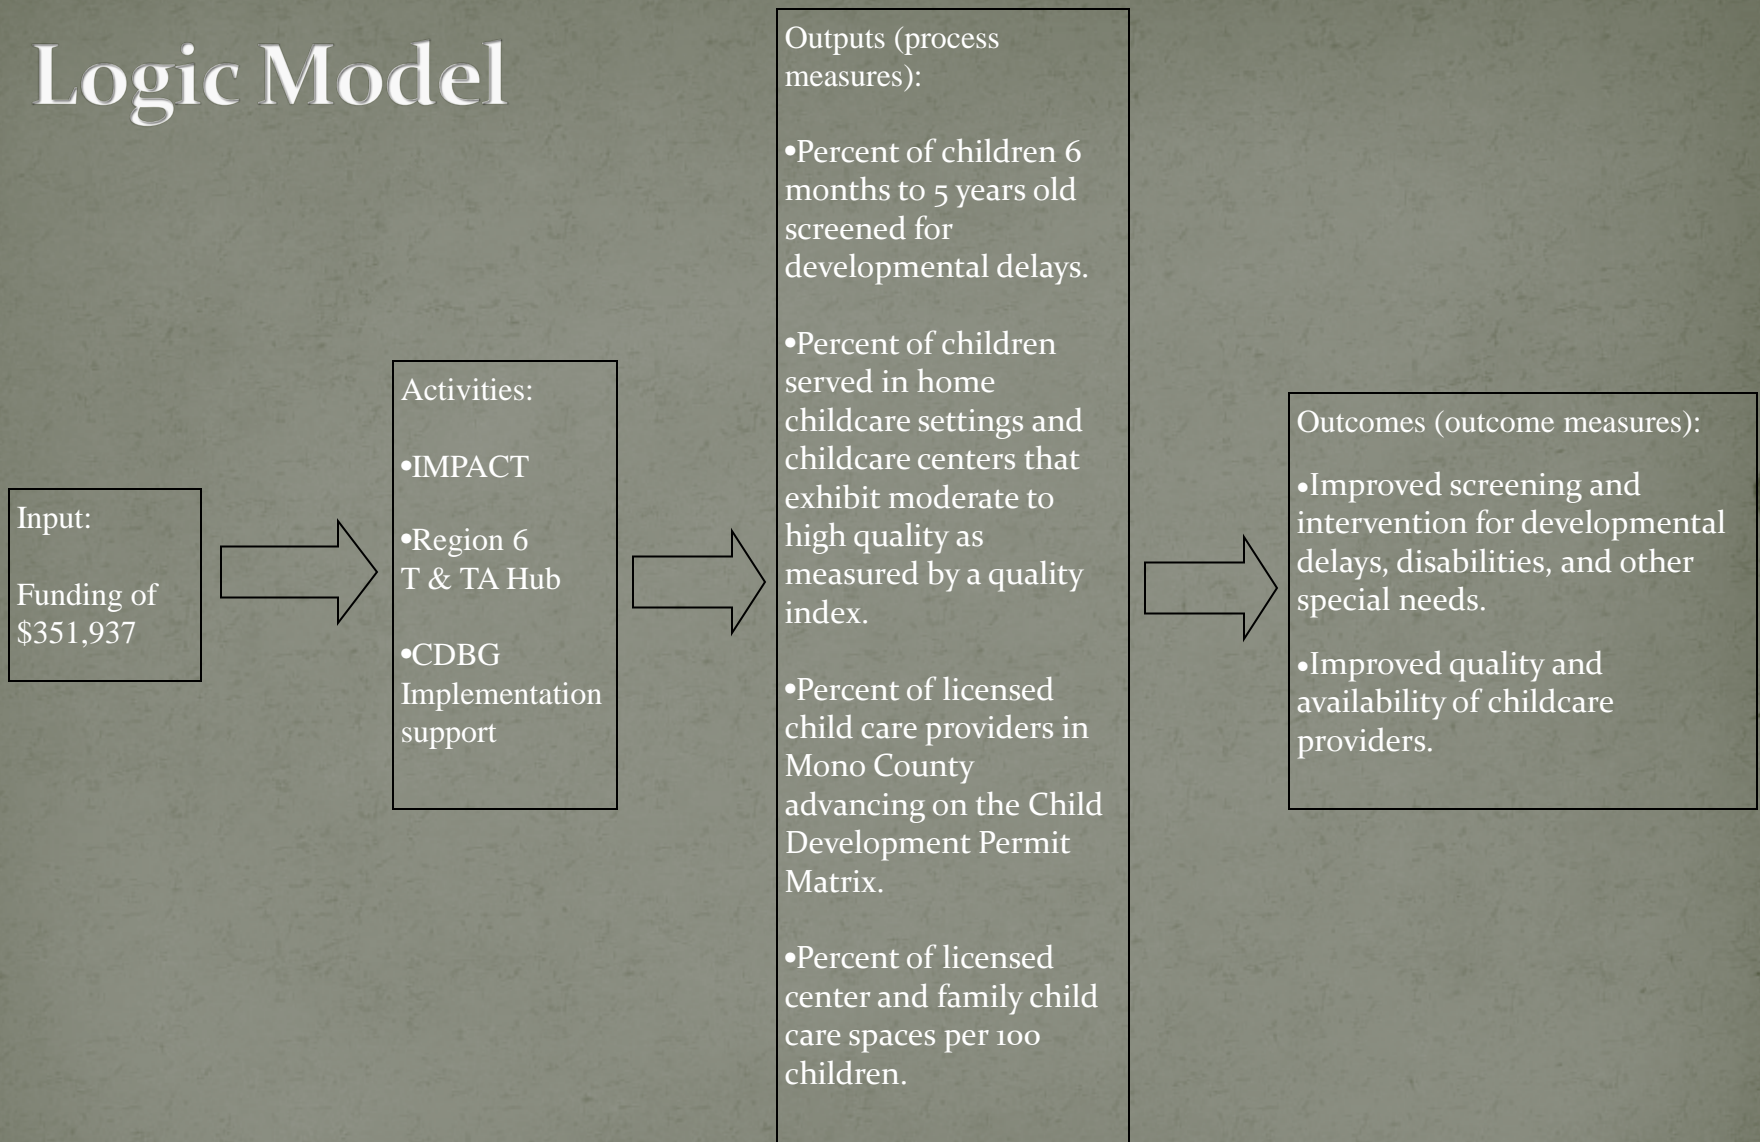 Logic Model
Input:
Funding of
$351,937
Activities:
•IMPACT
•Region 6
T & TA Hub
•CDBG
Implementation
support
Outputs (process
measures):
•Percent of children 6
months to 5 years old
screened for
developmental delays.
•Percent of children
served in home
childcare settings and
childcare centers that
exhibit moderate to
high quality as
measured by a quality
index.
•Percent of licensed
child care providers in
Mono County
advancing on the Child
Development Permit
Matrix.
•Percent of licensed
center and family child
care spaces per 100
children.
Outcomes (outcome measures):
•Improved screening and
intervention for developmental
delays, disabilities, and other
special needs.
•Improved quality and
availability of childcare
providers.